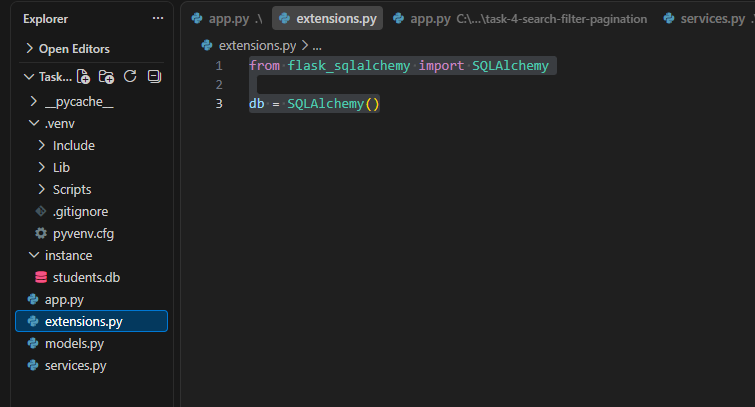 Explorer ...
Open Editors
Task...
__pycache__
.venv
Include
Lib
Scripts
.gitignore
pyvenv.cfg
instance
students.db
app.py
extensions.py
models.py
services.py
app.py .\
extensions.py
app.py C:\...\task-4-search-filter-pagination
services.py
extensions.py > ...
1 from flask_sqlalchemy import SQLAlchemy
2
3 db = SQLAlchemy()